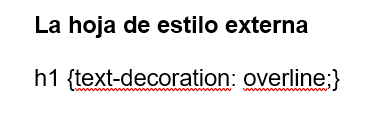 La hoja de estilo externa
h1 {text-decoration: overline;}